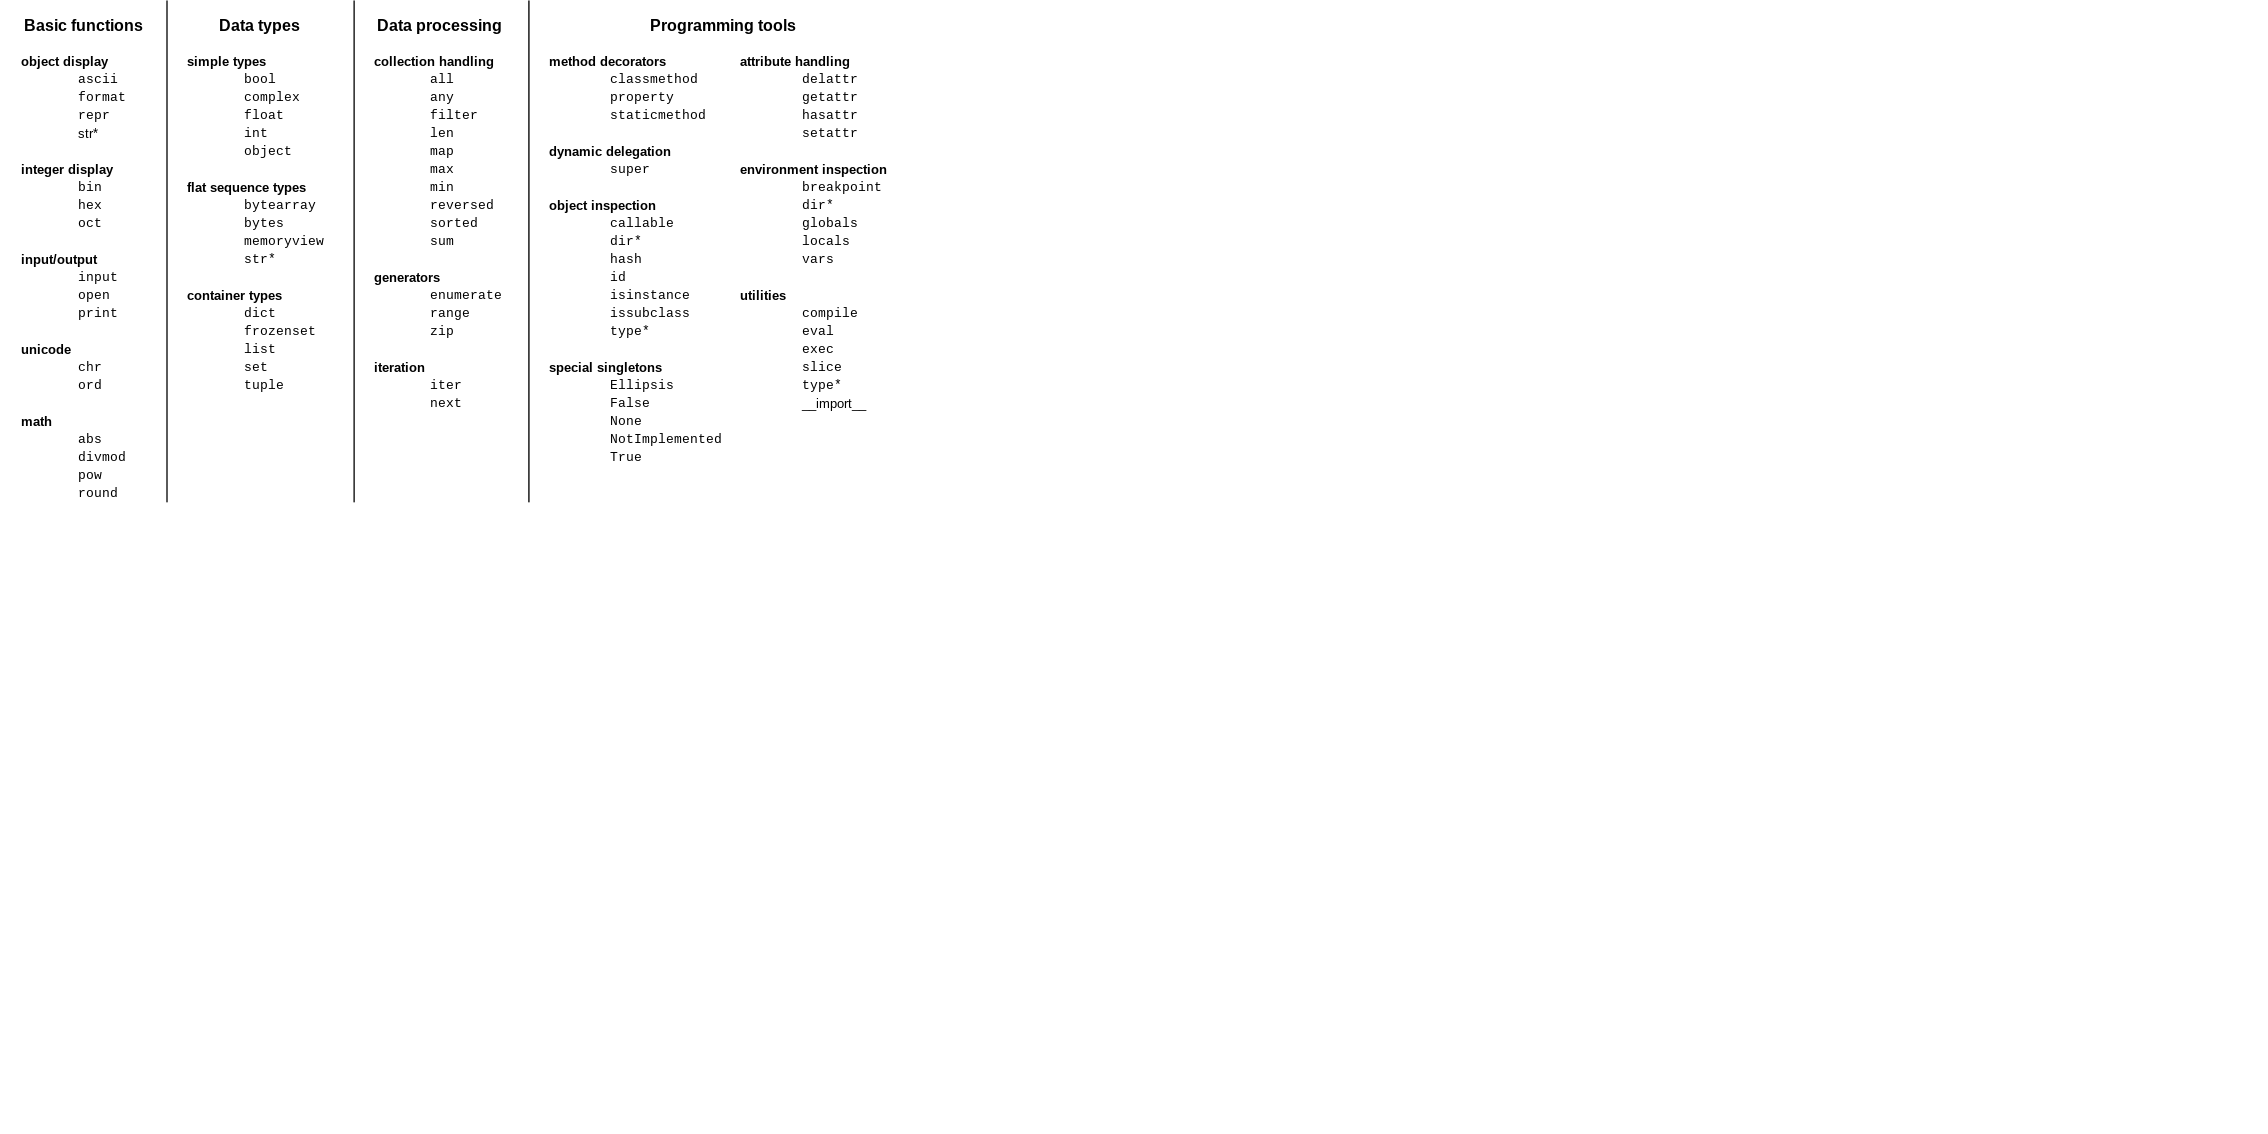 Basic functions
object display
ascii
format
repr
str*
integer display
bin
hex
oct
input/output
input
open
print
unicode
chr
ord
math
abs
divmod
pow
round
Data types
simple types
bool
complex
float
int
object
flat sequence types
bytearray
bytes
memoryview
str*
container types
dict
frozenset
list
set
tuple
Data processing
collection handling
all
any
filter
len
map
max
min
reversed
sorted
sum
generators
enumerate
range
zip
iteration
iter
next
Programming tools
method decorators
classmethod
property
staticmethod
dynamic delegation
super
object inspection
callable
dir*
hash
id
isinstance
issubclass
type*
special singletons
Ellipsis
False
None
NotImplemented
True
attribute handling
delattr
getattr
hasattr
setattr
environment inspection
breakpoint
dir*
globals
locals
vars
utilities
compile
eval
exec
slice
type*
__import__